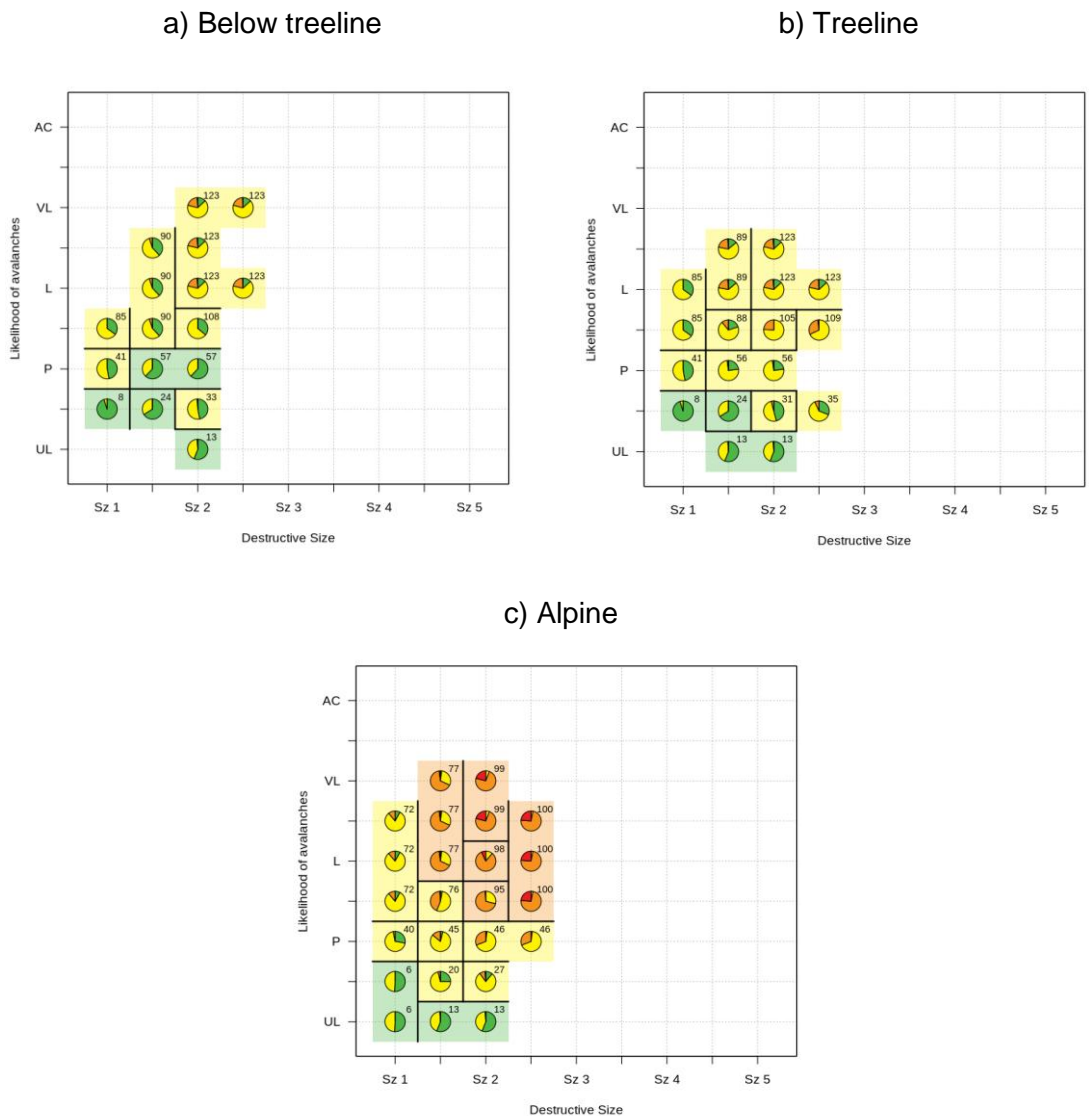 a) Below treeline
b) Treeline
AC
VL
123 123
90 123
L
90 123 123
85 90 108
P
41 57 57
8 24 33
UL
13
Likelihood of avalanches
Sz 1 Sz 2 Sz 3 Sz 4 Sz 5
Destructive Size
AC
VL
89 123
L
85 89 123 123
85 88 105 109
P
41 56 56
8 24 31 35
UL
13 13
Likelihood of avalanches
Sz 1 Sz 2 Sz 3 Sz 4 Sz 5
Destructive Size
c) Alpine
AC
VL
77 99
72 77 99 100
L
72 77 98 100
72 76 95 100
P
40 45 46 46
6 20 27
UL
6 13 13
Likelihood of avalanches
Sz 1 Sz 2 Sz 3 Sz 4 Sz 5
Destructive Size